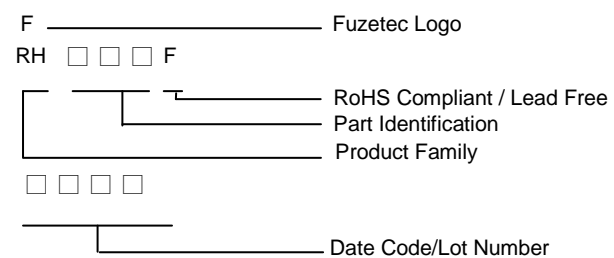 F Fuzetec Logo
RH □ □ □ F
RoHS Compliant / Lead Free
Part Identification
Product Family
□ □ □ □
Date Code/Lot Number